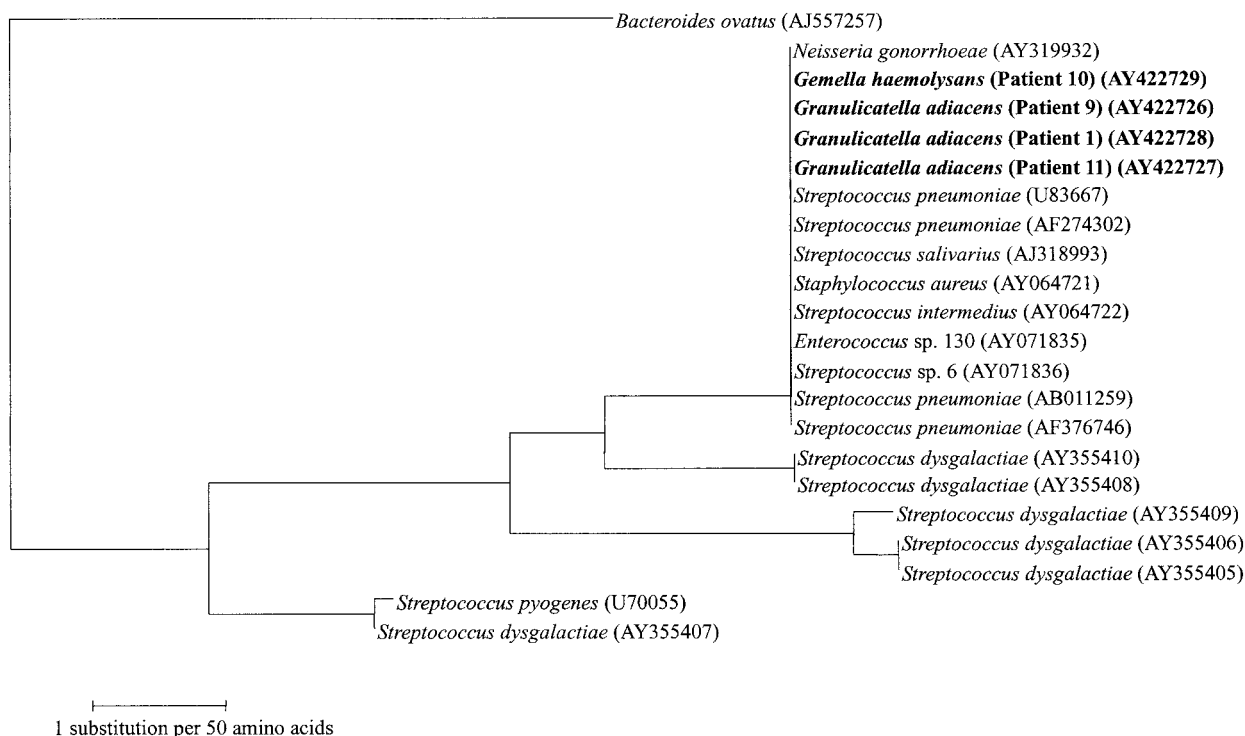 Bacteroides ovatus (AJ557257)
Neisseria gonorrhoeae (AY319932)
Gemella haemolysans (Patient 10) (AY422729)
Granulicatella adiacens (Patient 9) (AY422726)
Granulicatella adiacens (Patient 1) (AY422728)
Granulicatella adiacens (Patient 11) (AY422727)
Streptococcus pneumoniae (U83667)
Streptococcus pneumoniae (AF274302)
Streptococcus salivarius (AJ318993)
Staphylococcus aureus (AY064721)
Streptococcus intermedius (AY064722)
Enterococcus sp. 130 (AY071835)
Streptococcus sp. 6 (AY071836)
Streptococcus pneumoniae (AB011259)
Streptococcus pneumoniae (AF376746)
Streptococcus dysgalactiae (AY355410)
Streptococcus dysgalactiae (AY355408)
Streptococcus dysgalactiae (AY355409)
Streptococcus dysgalactiae (AY355406)
Streptococcus dysgalactiae (AY355405)
Streptococcus pyogenes (U70055)
Streptococcus dysgalactiae (AY355407)
1 substitution per 50 amino acids